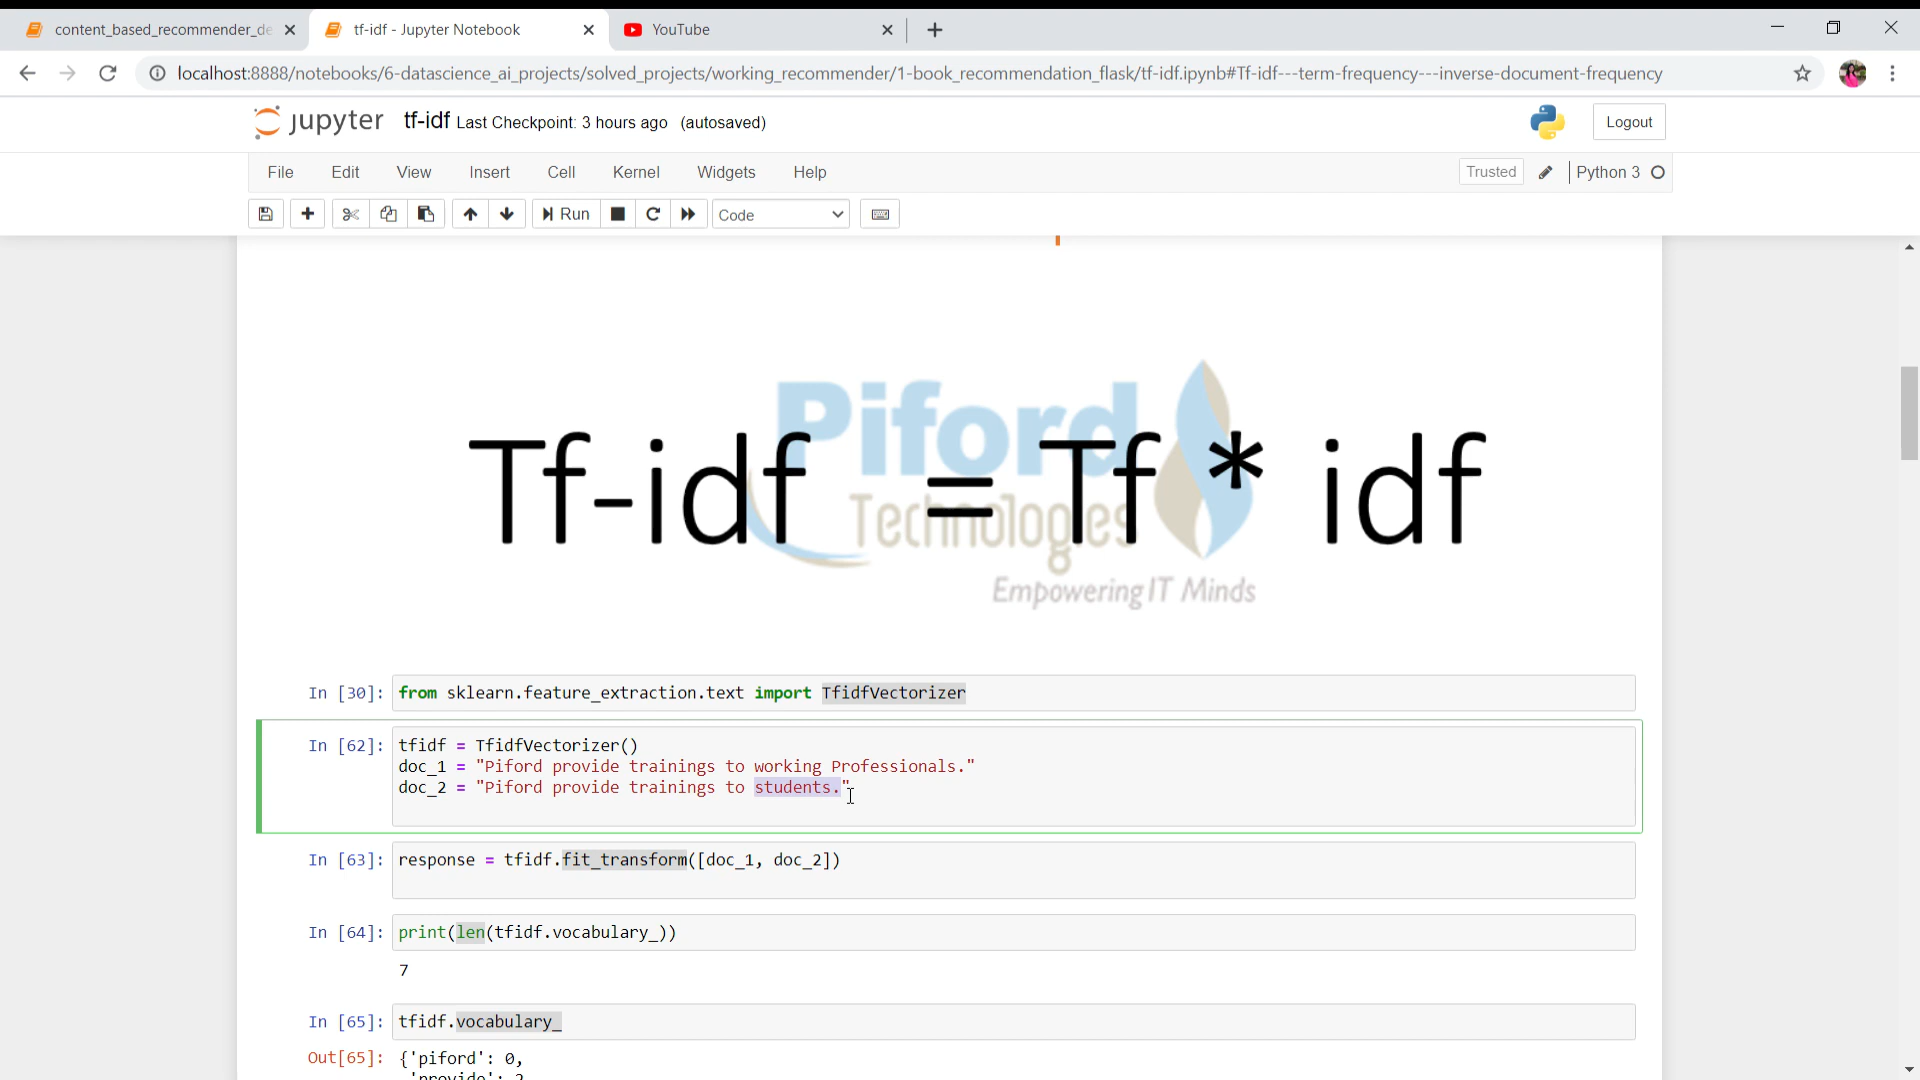 content_based_recommender_de
tf-idf - Jupyter Notebook
YouTube
localhost:8888/notebooks/6-datascience_ai_projects/solved_projects/working_recommender/1-book_recommendation_flask/tf-idf.ipynb#Tf-idf---term-frequency---inverse-document-frequency
jupyter tf-idf Last Checkpoint: 3 hours ago (autosaved)
Logout
File Edit View Insert Cell Kernel Widgets Help
Trusted Python 3
Run Code
Piford
Technologies
Empowering IT Minds
Tf-idf = Tf * idf
In [30]: from sklearn.feature_extraction.text import TfidfVectorizer
In [62]: tfidf = TfidfVectorizer()
doc_1 = "Piford provide trainings to working Professionals."
doc_2 = "Piford provide trainings to students."
In [63]: response = tfidf.fit_transform([doc_1, doc_2])
In [64]: print(len(tfidf.vocabulary_))
7
In [65]: tfidf.vocabulary_
Out[65]: {'piford': 0,
'provide': 2